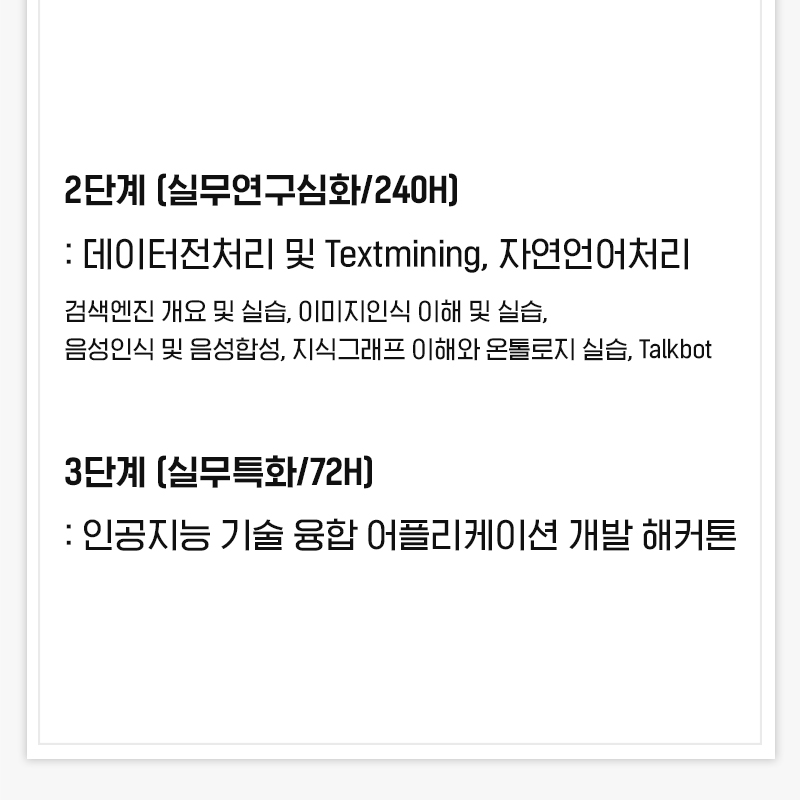 2단계 (실무연구심화/240H)
: 데이터전처리 및 Textmining, 자연언어처리
검색엔진 개요 및 실습, 이미지인식 이해 및 실습,
음성인식 및 음성합성, 지식그래프 이해와 온톨로지 실습, Talkbot
3단계 (실무특화/72H)
: 인공지능 기술 융합 어플리케이션 개발 해커톤